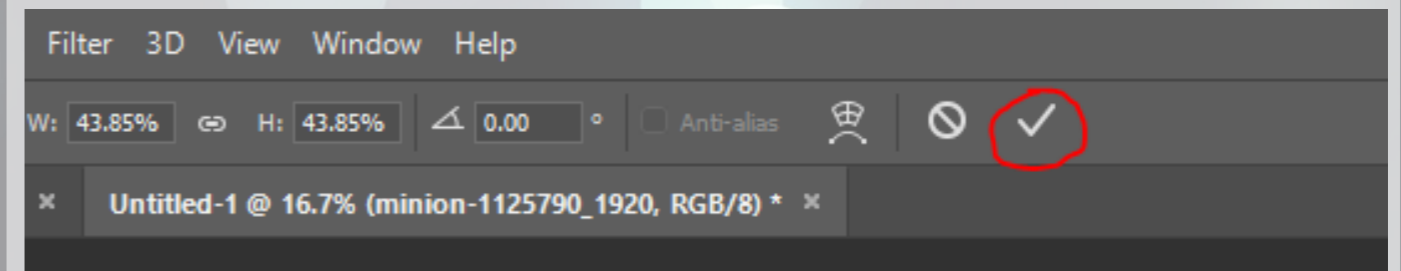 Filter 3D View Window Help
W: 43.85% H: 43.85% 0.00 ° Anti-alias
Untitled-1 @ 16.7% (minion-1125790_1920, RGB/8) * ×